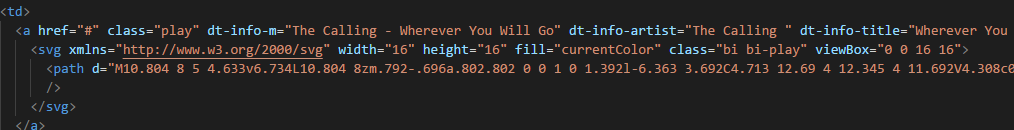 <td>
<a href="#" class="play" dt-info-m="The Calling - Wherever You Will Go" dt-info-artist="The Calling " dt-info-title="Wherever You
<svg xmlns="http://www.w3.org/2000/svg" width="16" height="16" fill="currentColor" class="bi bi-play" viewBox="0 0 16 16">
<path d="M10.804 8 5 4.633v6.734L10.804 8zm.792-.696a.802.802 0 0 1 0 1.392l-6.363 3.692C4.713 12.69 4 12.345 4 11.692V4.308c0
/>
</svg>
</a>